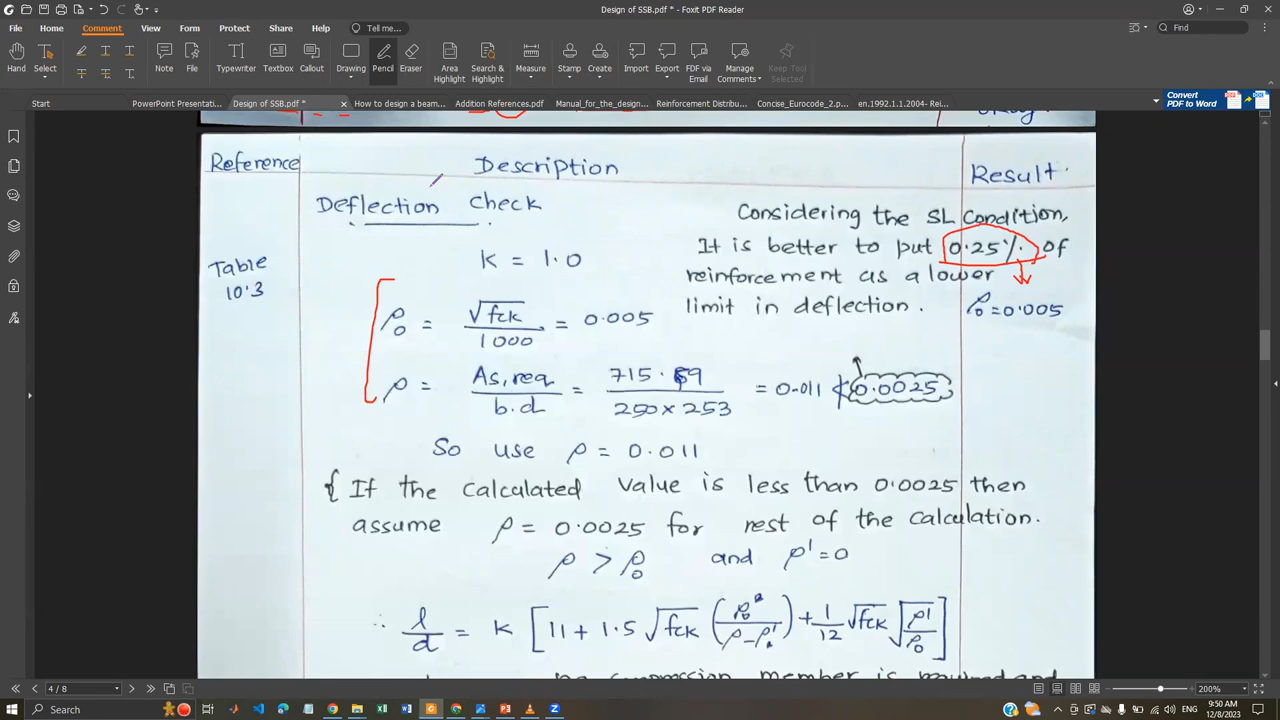 Design of SSB.pdf * - Foxit PDF Reader
File Home Comment View Form Protect Share Help Tell me... Find
Hand Select Note File Typewriter Textbox Callout Drawing Pencil Eraser Area Highlight Search & Highlight Measure Stamp Create Import Export FDF via Email Manage Comments Keep Tool Selected
Start PowerPoint Presentati... Design of SSB.pdf * How to design a beam... Addition References.pdf Manual_for_the_design... Reinforcement Distribu... Concise_Eurocode_2.p... en.1992.1.1.2004- Rei...
Convert PDF to Word
okay
Reference Description Result.
Deflection Check
Considering the SL Condition,
It is better to put 0.25% of
reinforcement as a lower
limit in deflection.
Table
10.3
K = 1.0
ρ₀ = √fck / 1000 = 0.005
ρ₀=0.005
ρ = As,req / b.d = 715.69 / 250 x 253 = 0.011 ≮ 0.0025
So use ρ = 0.011
{ If the calculated value is less than 0.0025 then
assume ρ = 0.0025 for rest of the calculation.
ρ > ρ₀ and ρ' = 0
∴ l/d = K [ 11 + 1.5 √fck (ρ₀/ρ-ρ') + 1/12 √fck √ρ'/ρ₀ ]
4 / 8
200%
Search
ENG
9:50 AM
12/8/2023